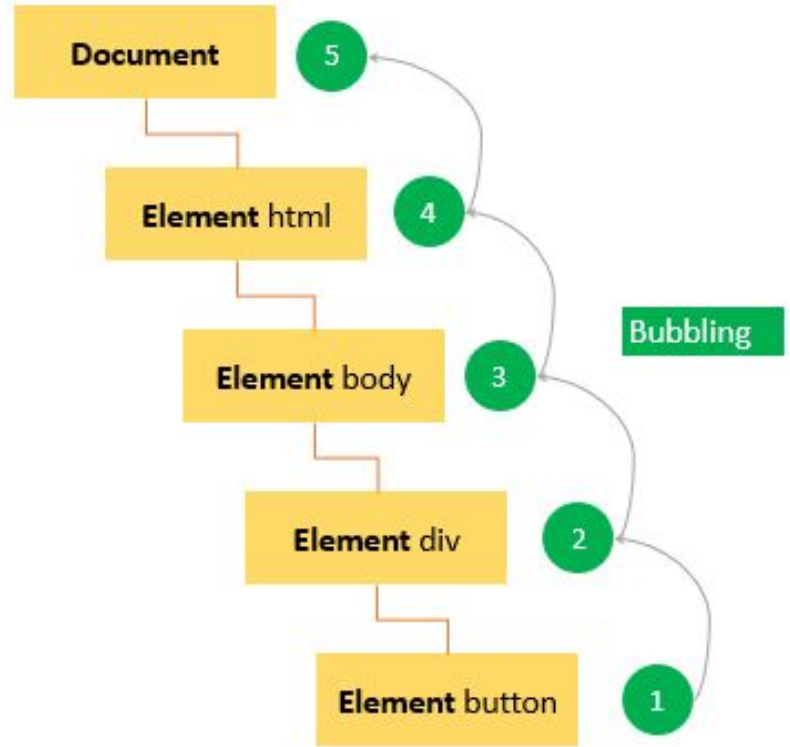 Document 5
Element html 4
Bubbling
Element body 3
Element div 2
Element button 1